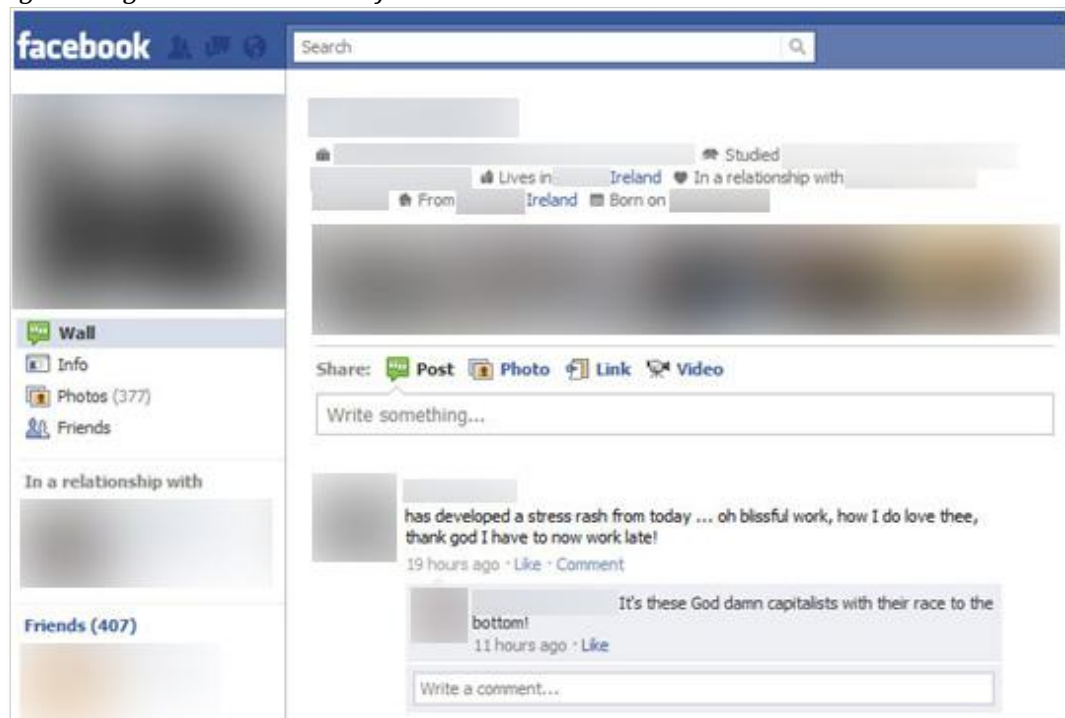 facebook
Search
Studied
Lives in Ireland In a relationship with
From Ireland Born on
Wall
Info
Photos (377)
Friends
In a relationship with
Friends (407)
Share: Post Photo Link Video
Write something...
has developed a stress rash from today ... oh blissful work, how I do love thee,
thank god I have to now work late!
19 hours ago · Like · Comment
It's these God damn capitalists with their race to the
bottom!
11 hours ago · Like
Write a comment...